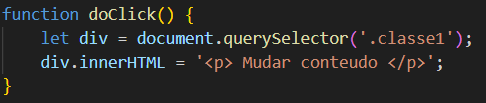 function doClick() {
    let div = document.querySelector('.classe1');
    div.innerHTML = '<p> Mudar conteudo </p>';
}